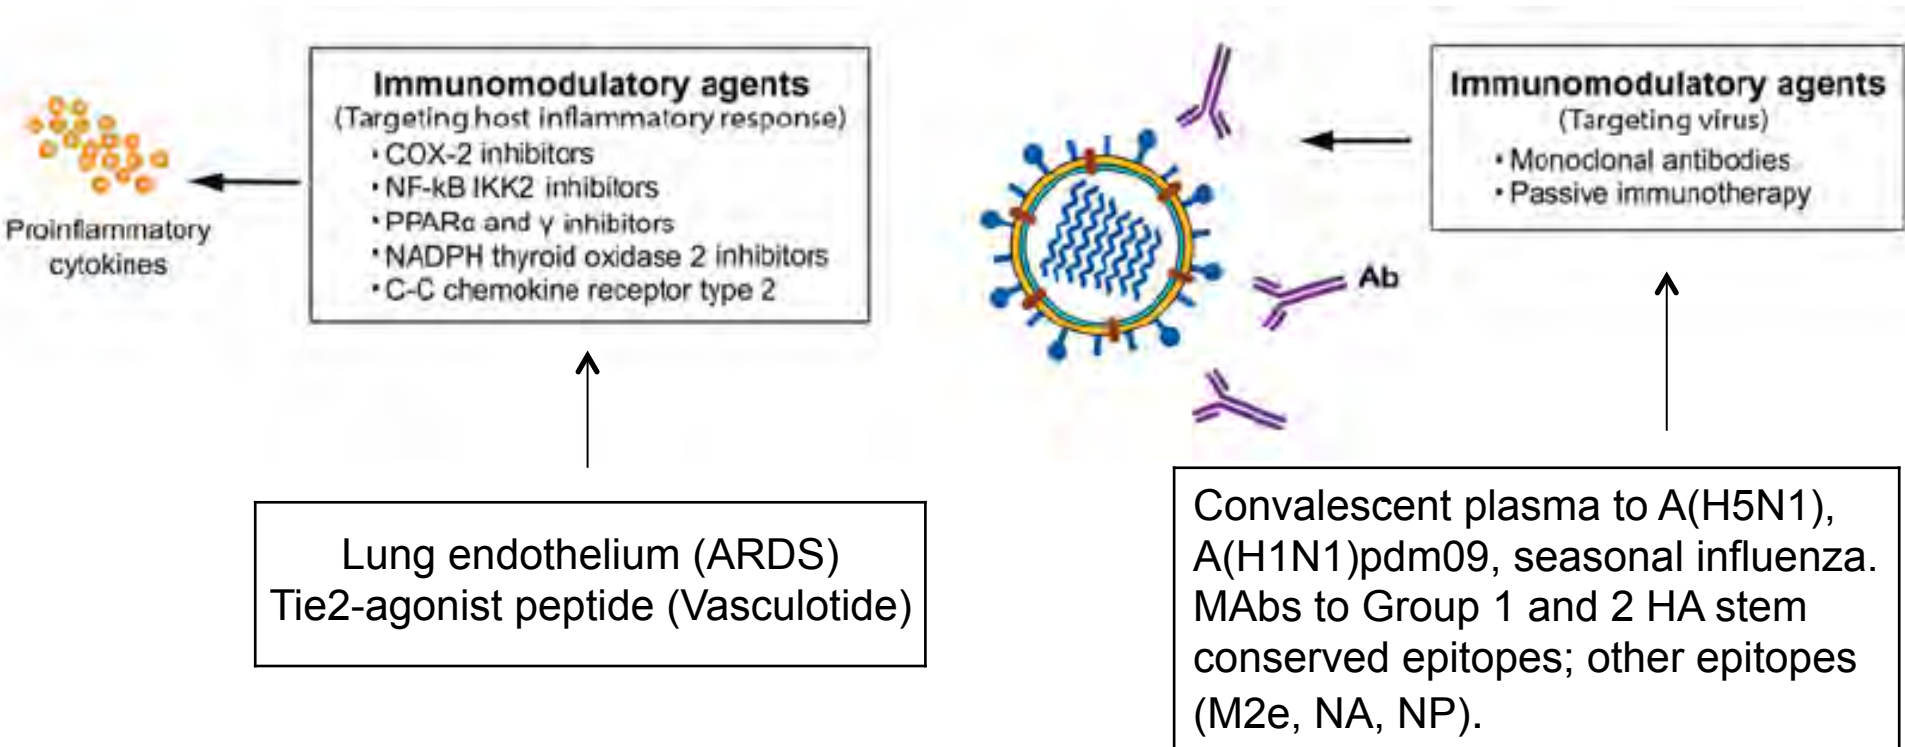 Proinflammatory
cytokines
Immunomodulatory agents
(Targeting host inflammatory response)
• COX-2 inhibitors
• NF-kB IKK2 inhibitors
• PPARα and γ inhibitors
• NADPH thyroid oxidase 2 inhibitors
• C-C chemokine receptor type 2
Lung endothelium (ARDS)
Tie2-agonist peptide (Vasculotide)
Ab
Immunomodulatory agents
(Targeting virus)
• Monoclonal antibodies
• Passive immunotherapy
Convalescent plasma to A(H5N1),
A(H1N1)pdm09, seasonal influenza.
MAbs to Group 1 and 2 HA stem
conserved epitopes; other epitopes
(M2e, NA, NP).